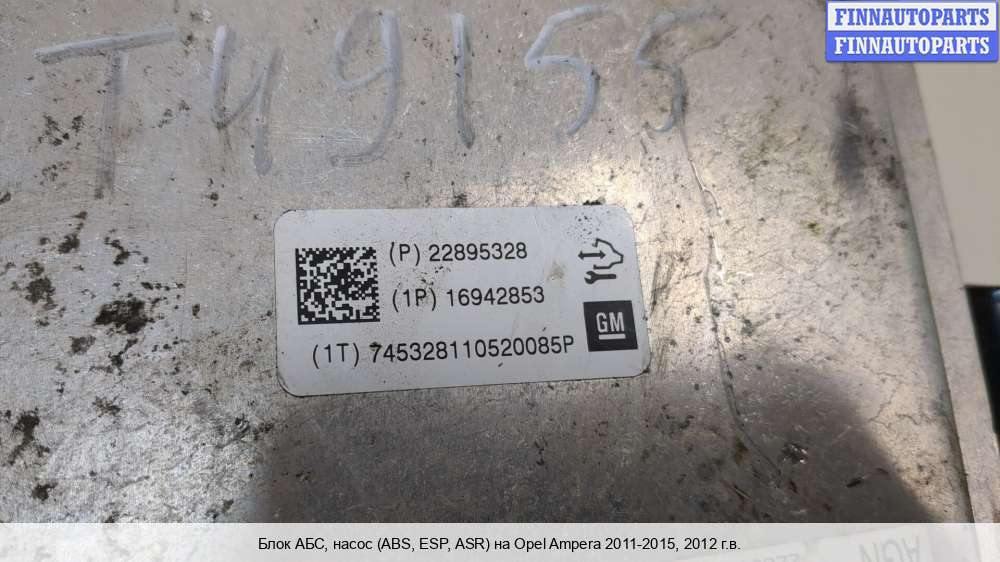 FINNAUTOPARTS
FINNAUTOPARTS
T49155
(P) 22895328
(1P) 16942853
GM
(1T) 745328110520085P
Блок АБС, насос (ABS, ESP, ASR) на Opel Ampera 2011-2015, 2012 г.в.